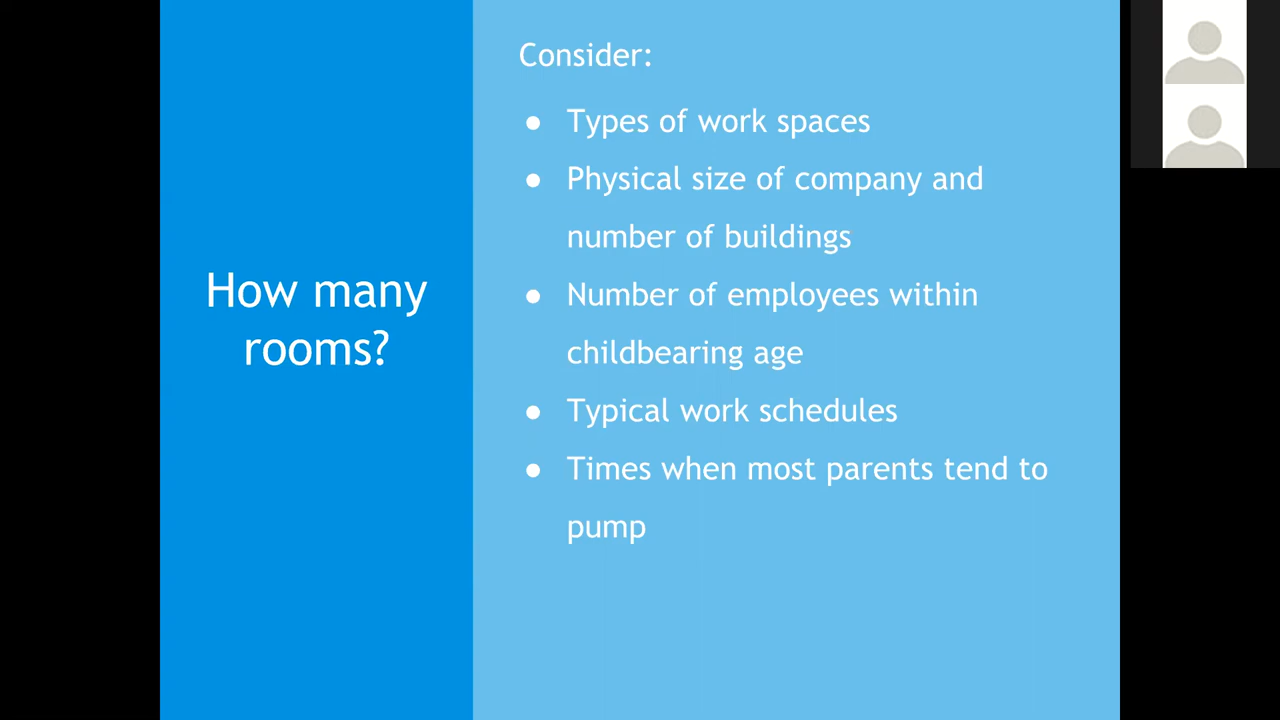 How many
rooms?
Consider:
● Types of work spaces
● Physical size of company and
number of buildings
● Number of employees within
childbearing age
● Typical work schedules
● Times when most parents tend to
pump